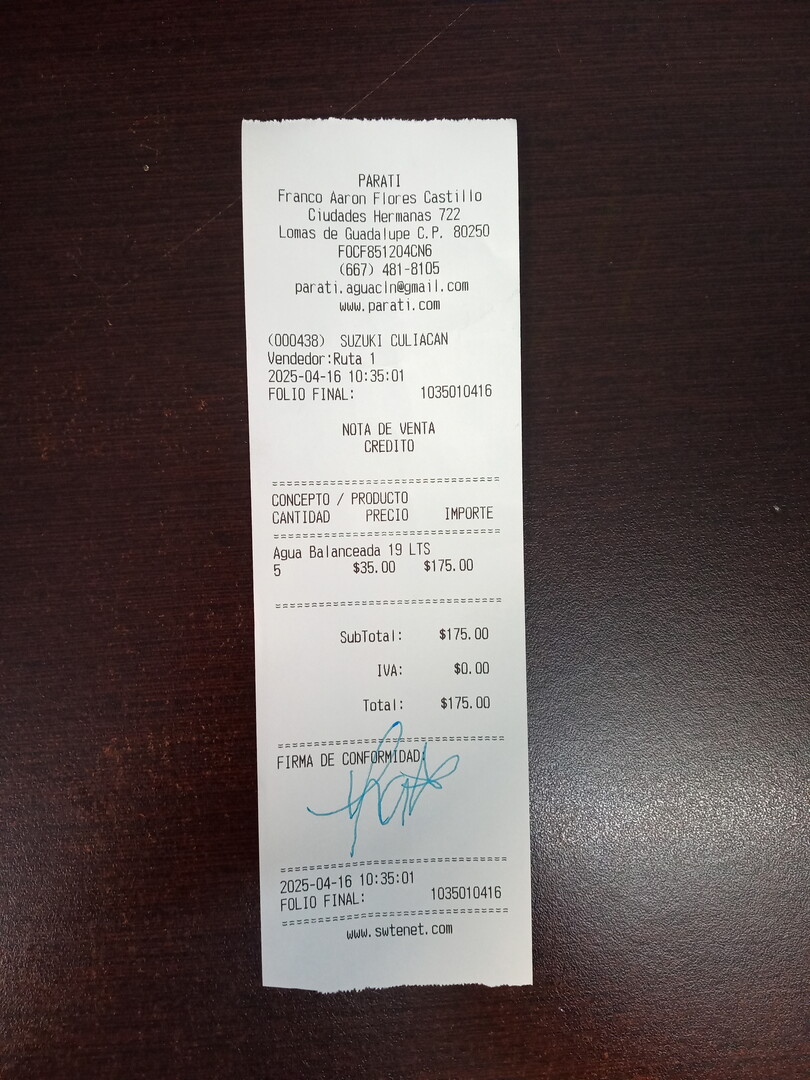 PARATI
Franco Aaron Flores Castillo
Ciudades Hermanas 722
Lomas de Guadalupe C.P. 80250
FOCF851204CN6
(667) 481-8105
parati.aguacln@gmail.com
www.parati.com
(000438) SUZUKI CULIACAN
Vendedor:Ruta 1
2025-04-16 10:35:01
FOLIO FINAL: 1035010416
NOTA DE VENTA
CREDITO
================================
CONCEPTO / PRODUCTO
CANTIDAD PRECIO IMPORTE
================================
Agua Balanceada 19 LTS
5 $35.00 $175.00
================================
SubTotal: $175.00
IVA: $0.00
Total: $175.00
================================
FIRMA DE CONFORMIDAD:
================================
2025-04-16 10:35:01
FOLIO FINAL: 1035010416
================================
www.swtenet.com